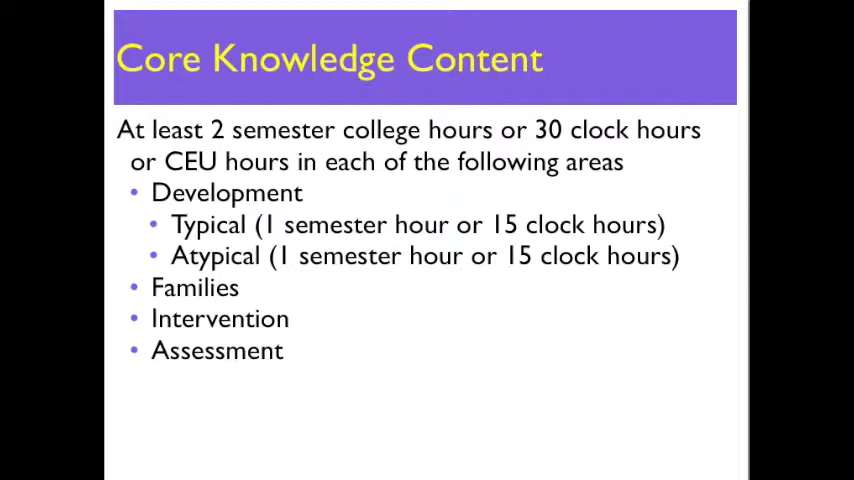 Core Knowledge Content
At least 2 semester college hours or 30 clock hours
or CEU hours in each of the following areas
• Development
• Typical (1 semester hour or 15 clock hours)
• Atypical (1 semester hour or 15 clock hours)
• Families
• Intervention
• Assessment